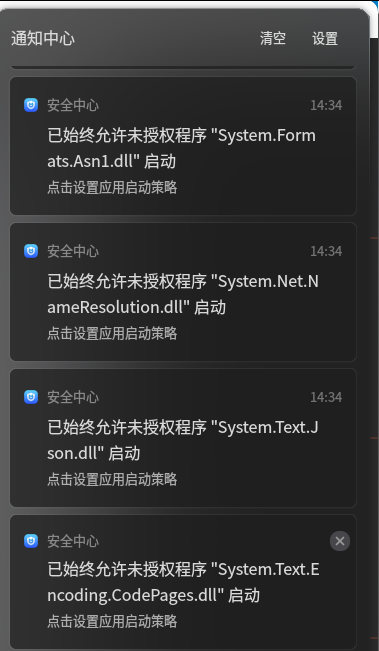 通知中心 清空 设置
安全中心 14:34
已始终允许未授权程序 "System.Form
ats.Asn1.dll" 启动
点击设置应用启动策略
安全中心 14:34
已始终允许未授权程序 "System.Net.N
ameResolution.dll" 启动
点击设置应用启动策略
安全中心 14:34
已始终允许未授权程序 "System.Text.J
son.dll" 启动
点击设置应用启动策略
安全中心
已始终允许未授权程序 "System.Text.E
ncoding.CodePages.dll" 启动
点击设置应用启动策略